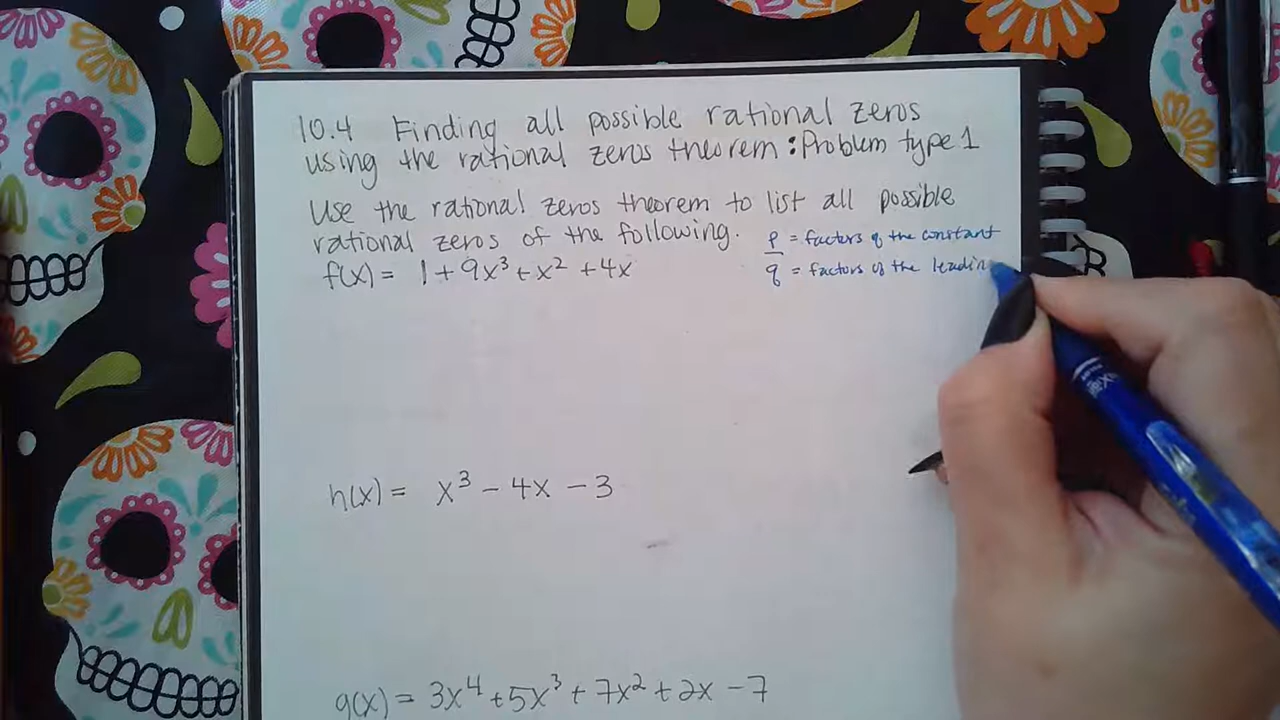 10.4 Finding all possible rational zeros
using the rational zeros theorem: Problem type 1
Use the rational zeros theorem to list all possible
rational zeros of the following.
p = factors of the constant
q = factors of the leadin
f(x) = 1 + 9x³ + x² + 4x
h(x) = x³ - 4x - 3
g(x) = 3x⁴ + 5x³ + 7x² + 2x - 7